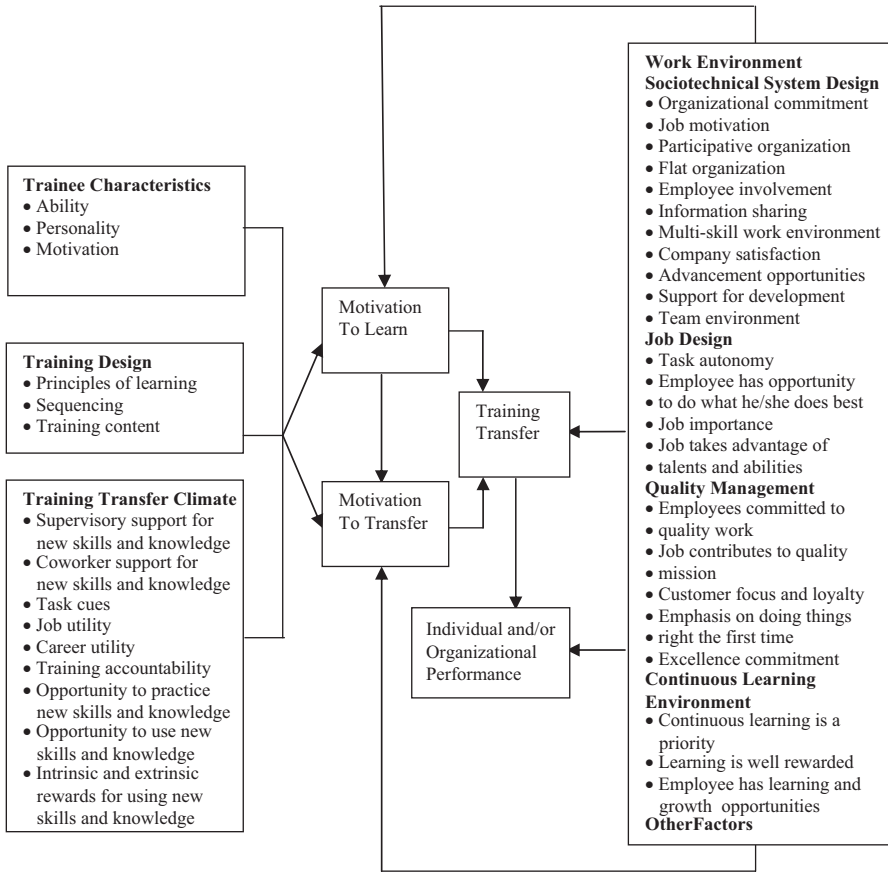 Trainee Characteristics
• Ability
• Personality
• Motivation
Training Design
• Principles of learning
• Sequencing
• Training content
Training Transfer Climate
• Supervisory support for
new skills and knowledge
• Coworker support for
new skills and knowledge
• Task cues
• Job utility
• Career utility
• Training accountability
• Opportunity to practice
new skills and knowledge
• Opportunity to use new
skills and knowledge
• Intrinsic and extrinsic
rewards for using new
skills and knowledge
Motivation
To Learn
Motivation
To Transfer
Training
Transfer
Individual and/or
Organizational
Performance
Work Environment
Sociotechnical System Design
• Organizational commitment
• Job motivation
• Participative organization
• Flat organization
• Employee involvement
• Information sharing
• Multi-skill work environment
• Company satisfaction
• Advancement opportunities
• Support for development
• Team environment
Job Design
• Task autonomy
• Employee has opportunity
• to do what he/she does best
• Job importance
• Job takes advantage of
• talents and abilities
Quality Management
• Employees committed to
• quality work
• Job contributes to quality
• mission
• Customer focus and loyalty
• Emphasis on doing things
• right the first time
• Excellence commitment
Continuous Learning
Environment
• Continuous learning is a
priority
• Learning is well rewarded
• Employee has learning and
growth opportunities
OtherFactors